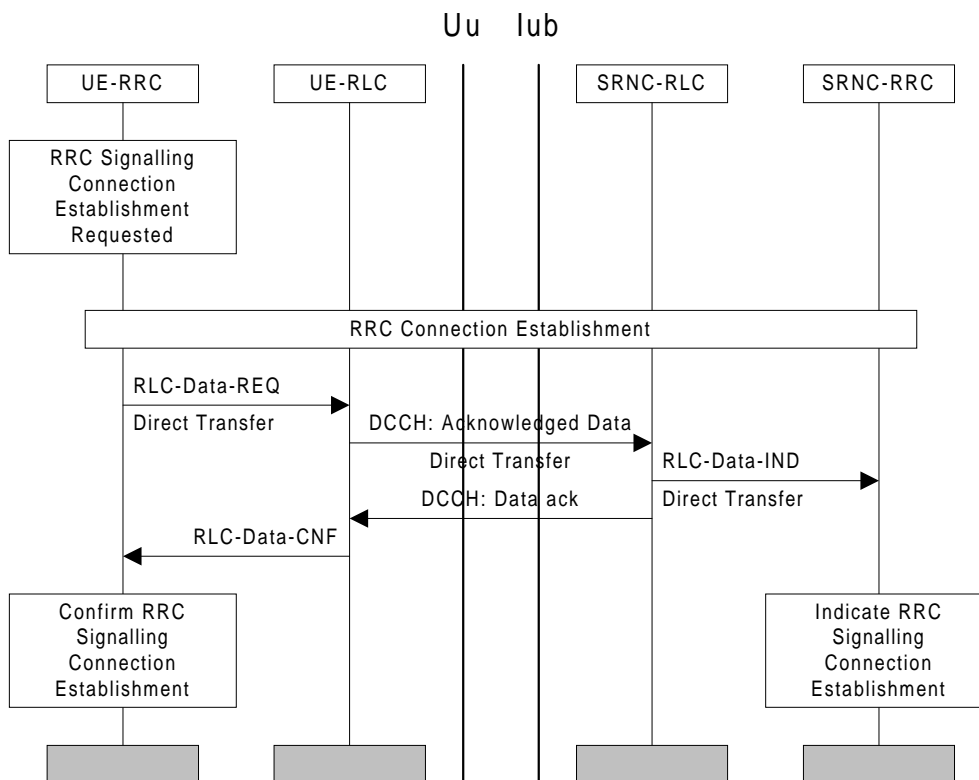 Uu Iub
UE-RRC UE-RLC SRNC-RLC SRNC-RRC
RRC Signalling
Connection
Establishment
Requested
RRC Connection Establishment
RLC-Data-REQ
Direct Transfer
DCCH: Acknowledged Data
Direct Transfer
RLC-Data-IND
Direct Transfer
DCCH: Data ack
RLC-Data-CNF
Confirm RRC
Signalling
Connection
Establishment
Indicate RRC
Signalling
Connection
Establishment